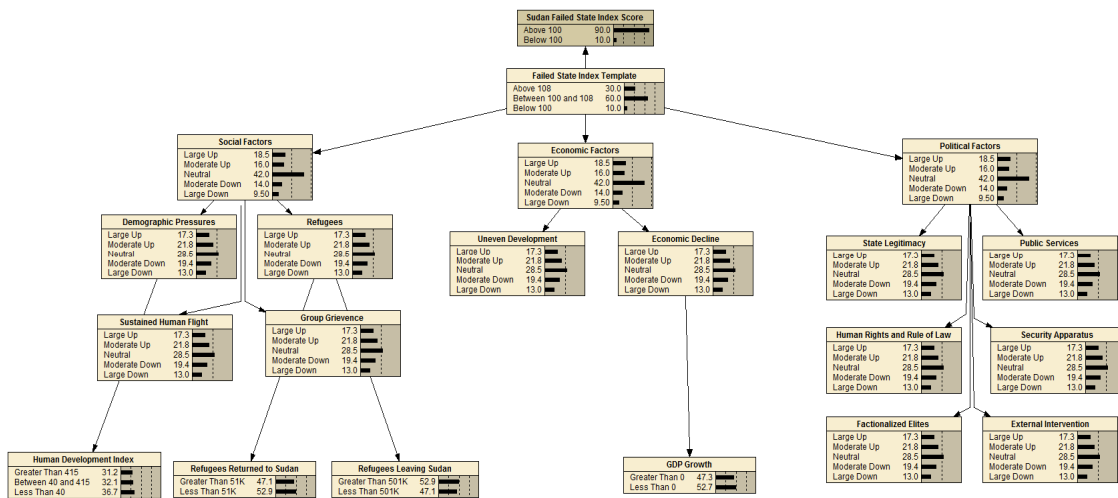 Sudan Failed State Index Score
Above 100 90.0
Below 100 10.0
Failed State Index Template
Above 108 30.0
Between 100 and 108 60.0
Below 100 10.0
Social Factors
Large Up 18.5
Moderate Up 16.0
Neutral 42.0
Moderate Down 14.0
Large Down 9.50
Economic Factors
Large Up 18.5
Moderate Up 16.0
Neutral 42.0
Moderate Down 14.0
Large Down 9.50
Political Factors
Large Up 18.5
Moderate Up 16.0
Neutral 42.0
Moderate Down 14.0
Large Down 9.50
Demographic Pressures
Large Up 17.3
Moderate Up 21.8
Neutral 28.5
Moderate Down 19.4
Large Down 13.0
Refugees
Large Up 17.3
Moderate Up 21.8
Neutral 28.5
Moderate Down 19.4
Large Down 13.0
Uneven Development
Large Up 17.3
Moderate Up 21.8
Neutral 28.5
Moderate Down 19.4
Large Down 13.0
Economic Decline
Large Up 17.3
Moderate Up 21.8
Neutral 28.5
Moderate Down 19.4
Large Down 13.0
State Legitimacy
Large Up 17.3
Moderate Up 21.8
Neutral 28.5
Moderate Down 19.4
Large Down 13.0
Public Services
Large Up 17.3
Moderate Up 21.8
Neutral 28.5
Moderate Down 19.4
Large Down 13.0
Sustained Human Flight
Large Up 17.3
Moderate Up 21.8
Neutral 28.5
Moderate Down 19.4
Large Down 13.0
Group Grievence
Large Up 17.3
Moderate Up 21.8
Neutral 28.5
Moderate Down 19.4
Large Down 13.0
Human Rights and Rule of Law
Large Up 17.3
Moderate Up 21.8
Neutral 28.5
Moderate Down 19.4
Large Down 13.0
Security Apparatus
Large Up 17.3
Moderate Up 21.8
Neutral 28.5
Moderate Down 19.4
Large Down 13.0
Factionalized Elites
Large Up 17.3
Moderate Up 21.8
Neutral 28.5
Moderate Down 19.4
Large Down 13.0
External Intervention
Large Up 17.3
Moderate Up 21.8
Neutral 28.5
Moderate Down 19.4
Large Down 13.0
Human Development Index
Greater Than 415 31.2
Between 40 and 415 32.1
Less Than 40 36.7
Refugees Returned to Sudan
Greater Than 51K 47.1
Less Than 51K 52.9
Refugees Leaving Sudan
Greater Than 501K 52.9
Less Than 501K 47.1
GDP Growth
Greater Than 0 47.3
Less Than 0 52.7